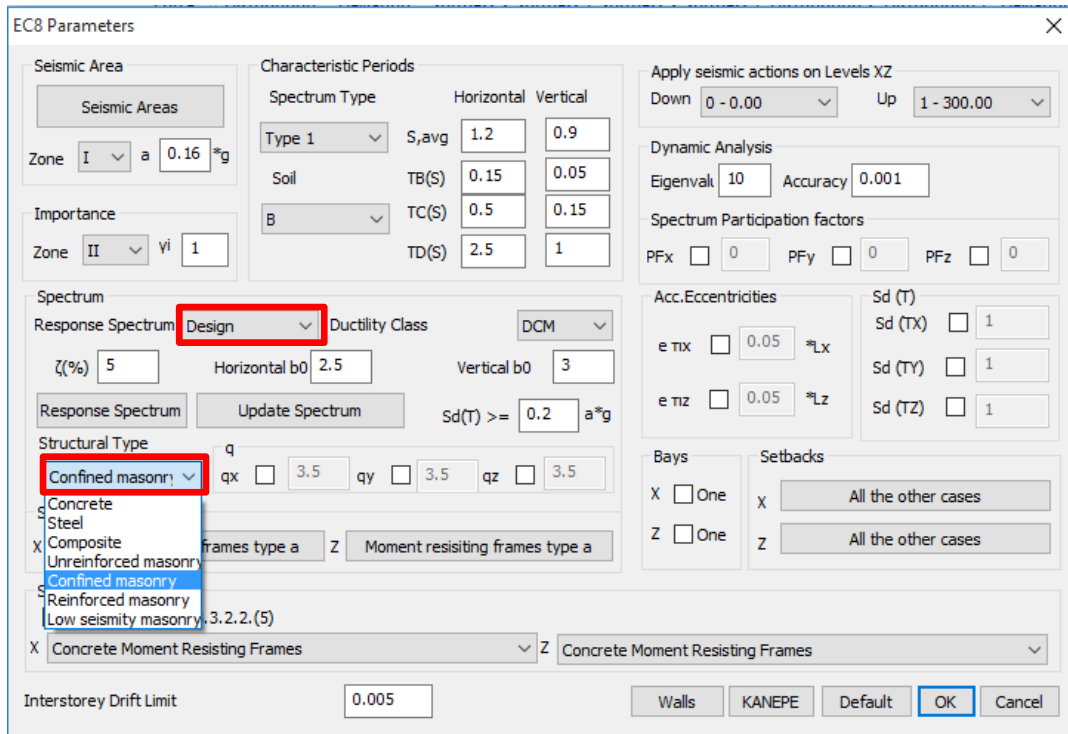 EC8 Parameters
Seismic Area
Seismic Areas
Zone I a 0.16 *g
Importance
Zone II γi 1
Characteristic Periods
Spectrum Type Horizontal Vertical
Type 1 S,avg 1.2 0.9
Soil TB(S) 0.15 0.05
B TC(S) 0.5 0.15
TD(S) 2.5 1
Apply seismic actions on Levels XZ
Down 0 - 0.00 Up 1 - 300.00
Dynamic Analysis
Eigenvalu 10 Accuracy 0.001
Spectrum Participation factors
PFx 0 PFy 0 PFz 0
Spectrum
Response Spectrum Design Ductility Class DCM
ζ(%) 5 Horizontal b0 2.5 Vertical b0 3
Response Spectrum Update Spectrum Sd(T) >= 0.2 a*g
Structural Type
Confined masonry
q
qx 3.5 qy 3.5 qz 3.5
Concrete
Steel
Composite
Unreinforced masonry
Confined masonry
Reinforced masonry
Low seismity masonry
X frames type a Z Moment resisiting frames type a
Acc.Eccentricities
e τιx 0.05 *Lx
e τιz 0.05 *Lz
Sd (T)
Sd (TX) 1
Sd (TY) 1
Sd (TZ) 1
Bays
X One
Z One
Setbacks
X All the other cases
Z All the other cases
.3.2.2.(5)
X Concrete Moment Resisting Frames Z Concrete Moment Resisting Frames
Interstorey Drift Limit 0.005
Walls KANEPE Default OK Cancel